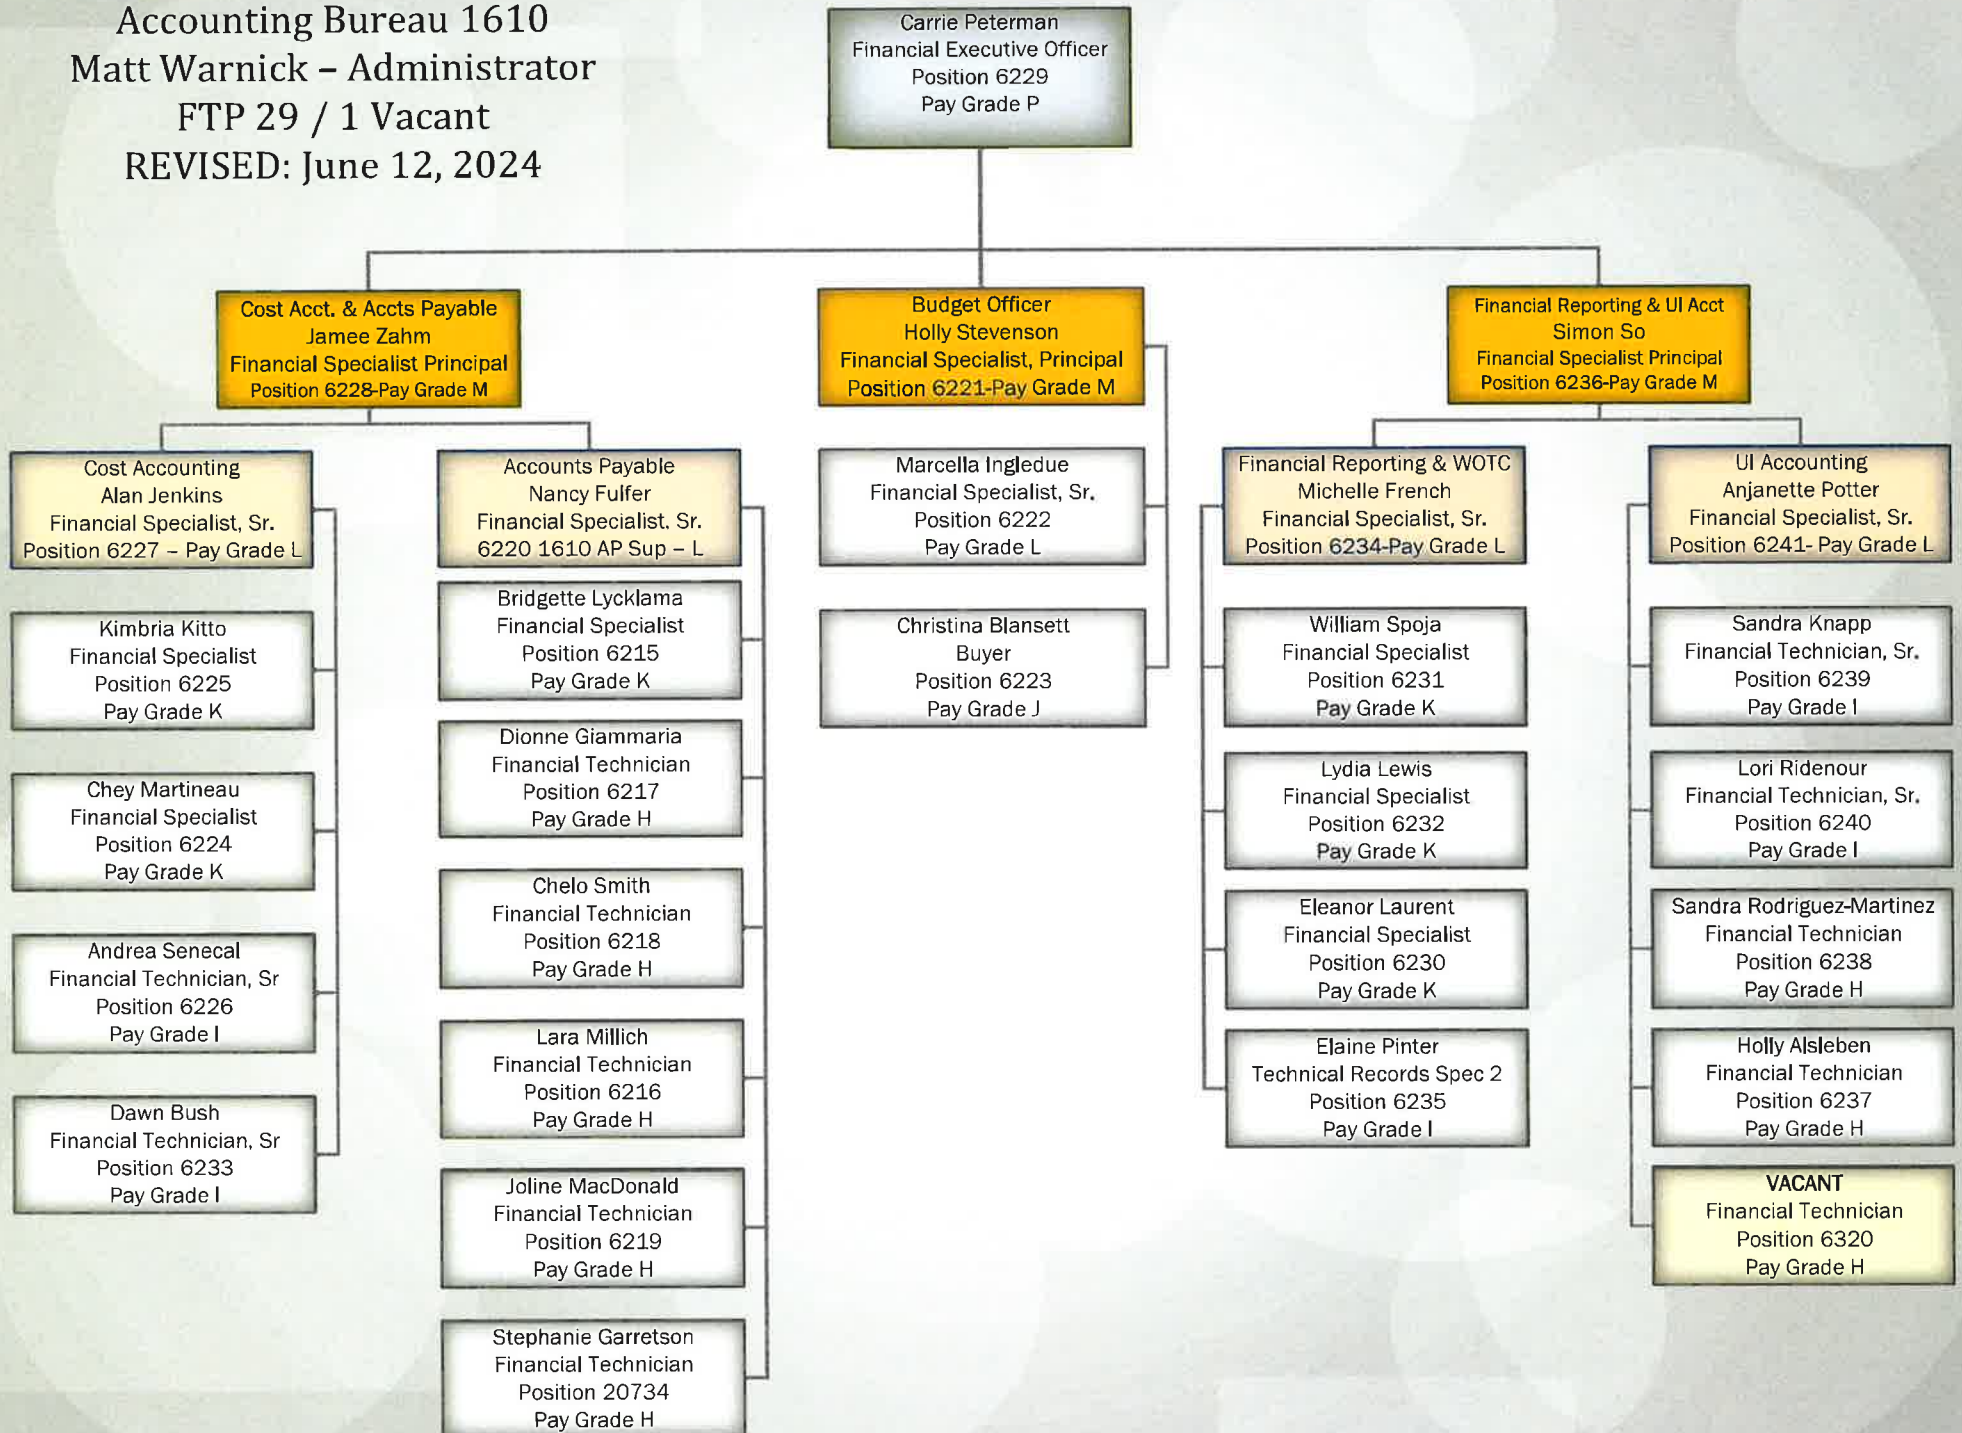 Accounting Bureau 1610
Matt Warnick – Administrator
FTP 29 / 1 Vacant
REVISED: June 12, 2024
Carrie Peterman
Financial Executive Officer
Position 6229
Pay Grade P
Cost Acct. & Accts Payable
Jamee Zahm
Financial Specialist Principal
Position 6228-Pay Grade M
Budget Officer
Holly Stevenson
Financial Specialist, Principal
Position 6221-Pay Grade M
Financial Reporting & UI Acct
Simon So
Financial Specialist Principal
Position 6236-Pay Grade M
Cost Accounting
Alan Jenkins
Financial Specialist, Sr.
Position 6227 – Pay Grade L
Kimbria Kitto
Financial Specialist
Position 6225
Pay Grade K
Chey Martineau
Financial Specialist
Position 6224
Pay Grade K
Andrea Senecal
Financial Technician, Sr
Position 6226
Pay Grade I
Dawn Bush
Financial Technician, Sr
Position 6233
Pay Grade I
Accounts Payable
Nancy Fulfer
Financial Specialist. Sr.
6220 1610 AP Sup – L
Bridgette Lycklama
Financial Specialist
Position 6215
Pay Grade K
Dionne Giammaria
Financial Technician
Position 6217
Pay Grade H
Chelo Smith
Financial Technician
Position 6218
Pay Grade H
Lara Millich
Financial Technician
Position 6216
Pay Grade H
Joline MacDonald
Financial Technician
Position 6219
Pay Grade H
Stephanie Garretson
Financial Technician
Position 20734
Pay Grade H
Marcella Ingledue
Financial Specialist, Sr.
Position 6222
Pay Grade L
Christina Blansett
Buyer
Position 6223
Pay Grade J
Financial Reporting & WOTC
Michelle French
Financial Specialist, Sr.
Position 6234-Pay Grade L
William Spoja
Financial Specialist
Position 6231
Pay Grade K
Lydia Lewis
Financial Specialist
Position 6232
Pay Grade K
Eleanor Laurent
Financial Specialist
Position 6230
Pay Grade K
Elaine Pinter
Technical Records Spec 2
Position 6235
Pay Grade I
UI Accounting
Anjanette Potter
Financial Specialist, Sr.
Position 6241- Pay Grade L
Sandra Knapp
Financial Technician, Sr.
Position 6239
Pay Grade I
Lori Ridenour
Financial Technician, Sr.
Position 6240
Pay Grade I
Sandra Rodriguez-Martinez
Financial Technician
Position 6238
Pay Grade H
Holly Alsleben
Financial Technician
Position 6237
Pay Grade H
VACANT
Financial Technician
Position 6320
Pay Grade H